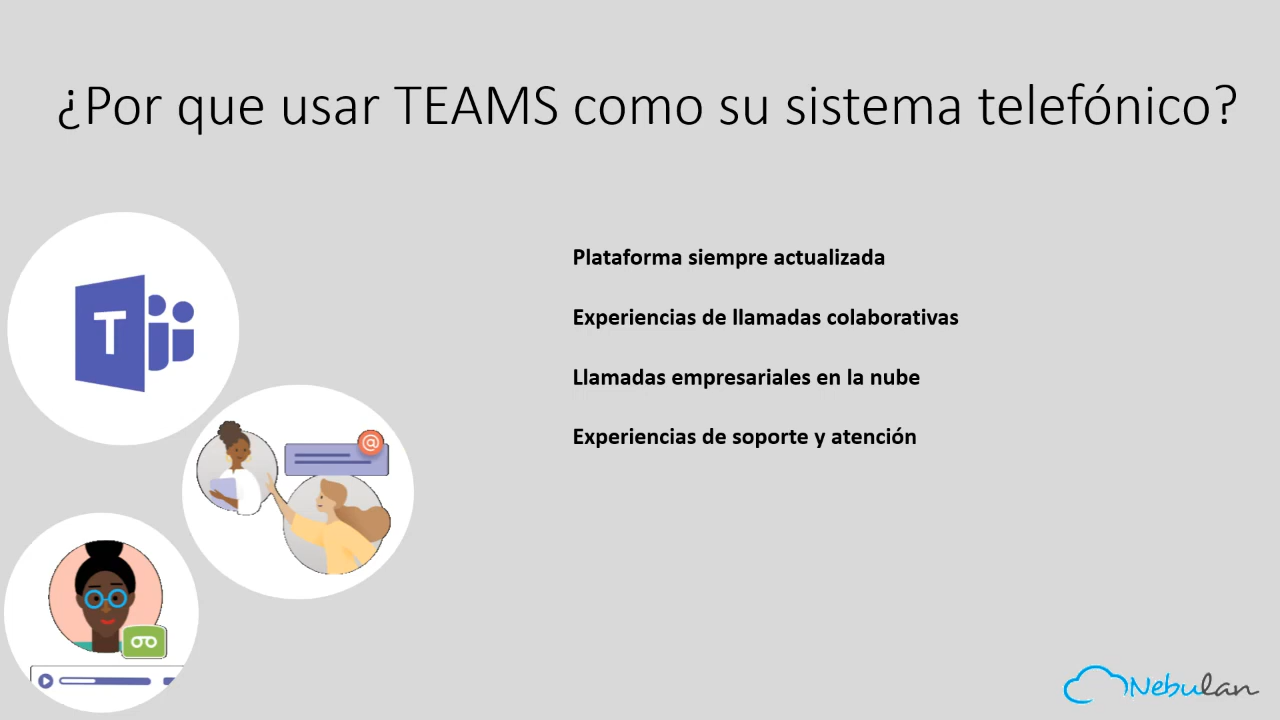 ¿Por que usar TEAMS como su sistema telefónico?
T
Plataforma siempre actualizada
Experiencias de llamadas colaborativas
Llamadas empresariales en la nube
@
Experiencias de soporte y atención
Nebulan